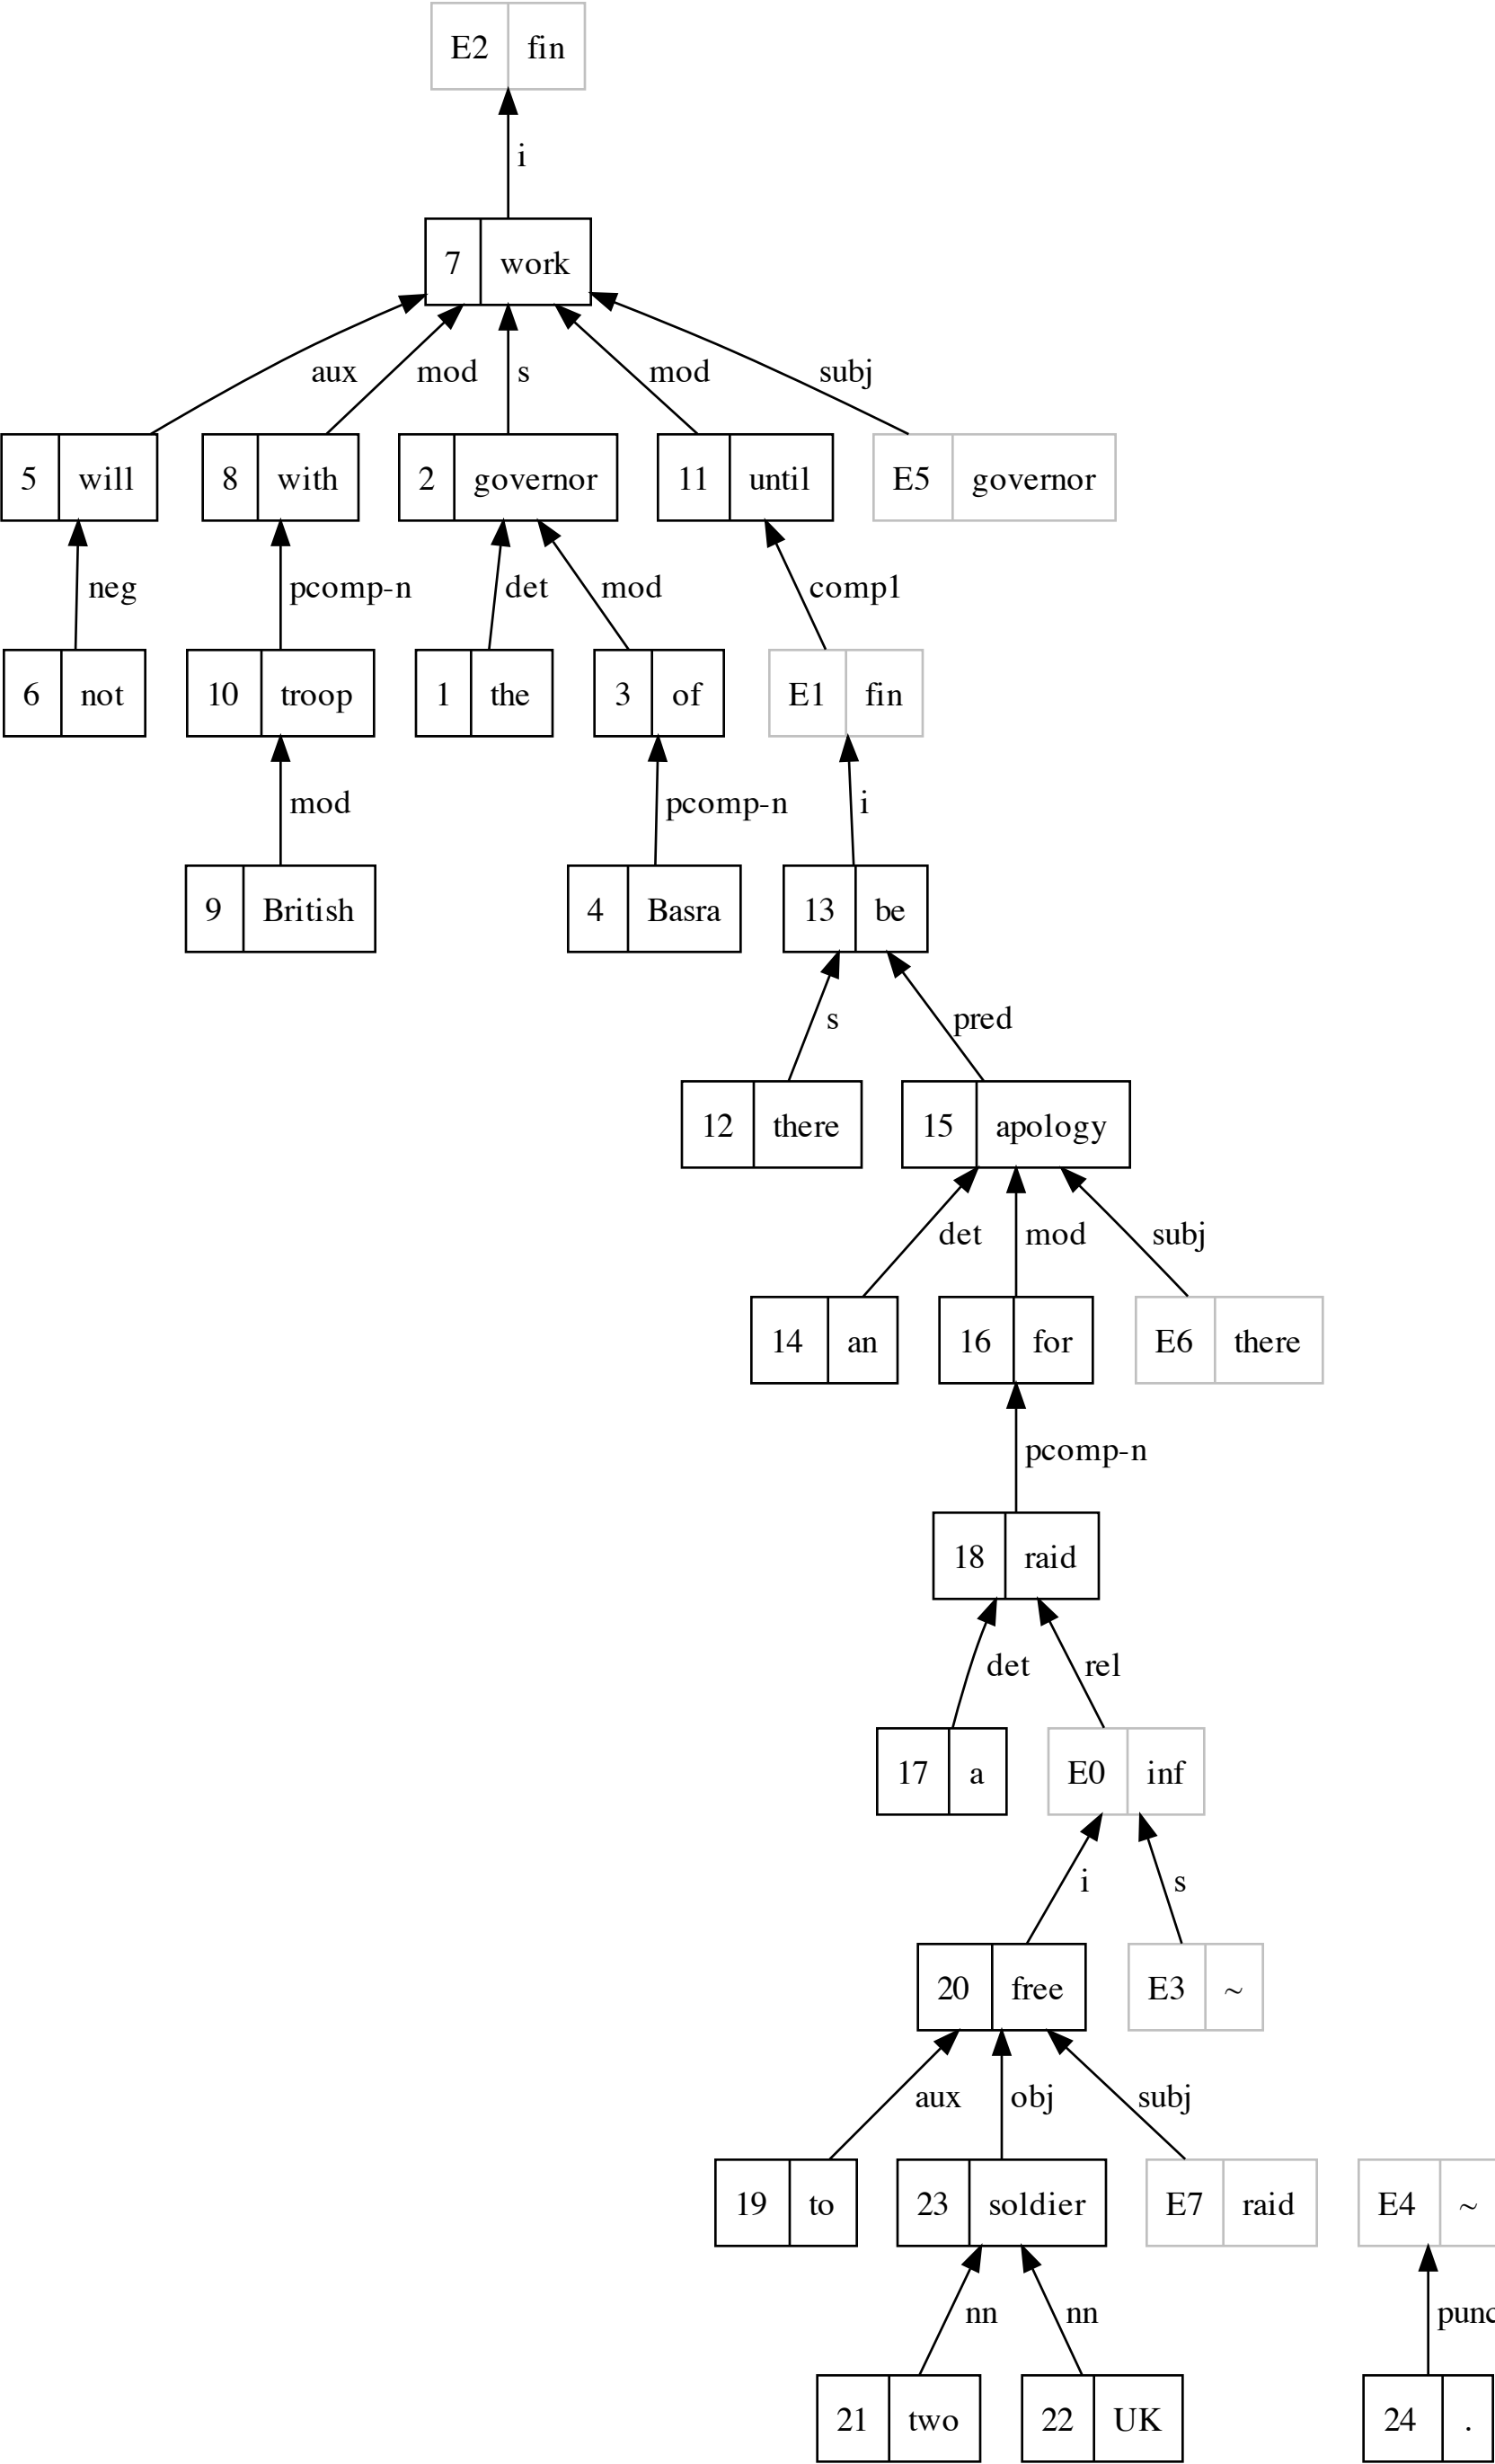 E2 fin
i
7 work
aux mod s mod subj
5 will 8 with 2 governor 11 until E5 governor
neg pcomp-n det mod comp1
6 not 10 troop 1 the 3 of E1 fin
mod pcomp-n i
9 British 4 Basra 13 be
s pred
12 there 15 apology
det mod subj
14 an 16 for E6 there
pcomp-n
18 raid
det rel
17 a E0 inf
i s
20 free E3 ~
aux obj subj
19 to 23 soldier E7 raid E4 ~
nn nn punc
21 two 22 UK 24 .